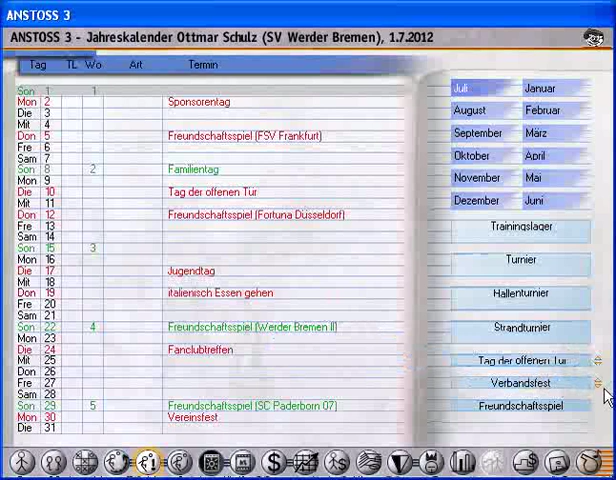 ANSTOSS 3
ANSTOSS 3 - Jahreskalender Ottmar Schulz (SV Werder Bremen), 1.7.2012
Tag TL Wo Art Termin
Son 1 1
Mon 2 Sponsorentag
Die 3
Mit 4
Don 5 Freundschaftsspiel (FSV Frankfurt)
Fre 6
Sam 7
Son 8 2 Familientag
Mon 9
Die 10 Tag der offenen Tür
Mit 11
Don 12 Freundschaftsspiel (Fortuna Düsseldorf)
Fre 13
Sam 14
Son 15 3
Mon 16
Die 17 Jugendtag
Mit 18
Don 19 italienisch Essen gehen
Fre 20
Sam 21
Son 22 4 Freundschaftsspiel (Werder Bremen II)
Mon 23
Die 24 Fanclubtreffen
Mit 25
Don 26
Fre 27
Sam 28
Son 29 5 Freundschaftsspiel (SC Paderborn 07)
Mon 30 Vereinsfest
Die 31
Juli Januar
August Februar
September März
Oktober April
November Mai
Dezember Juni
Trainingslager
Turnier
Hallenturnier
Strandturnier
Tag der offenen Tür
Verbandsfest
Freundschaftsspiel